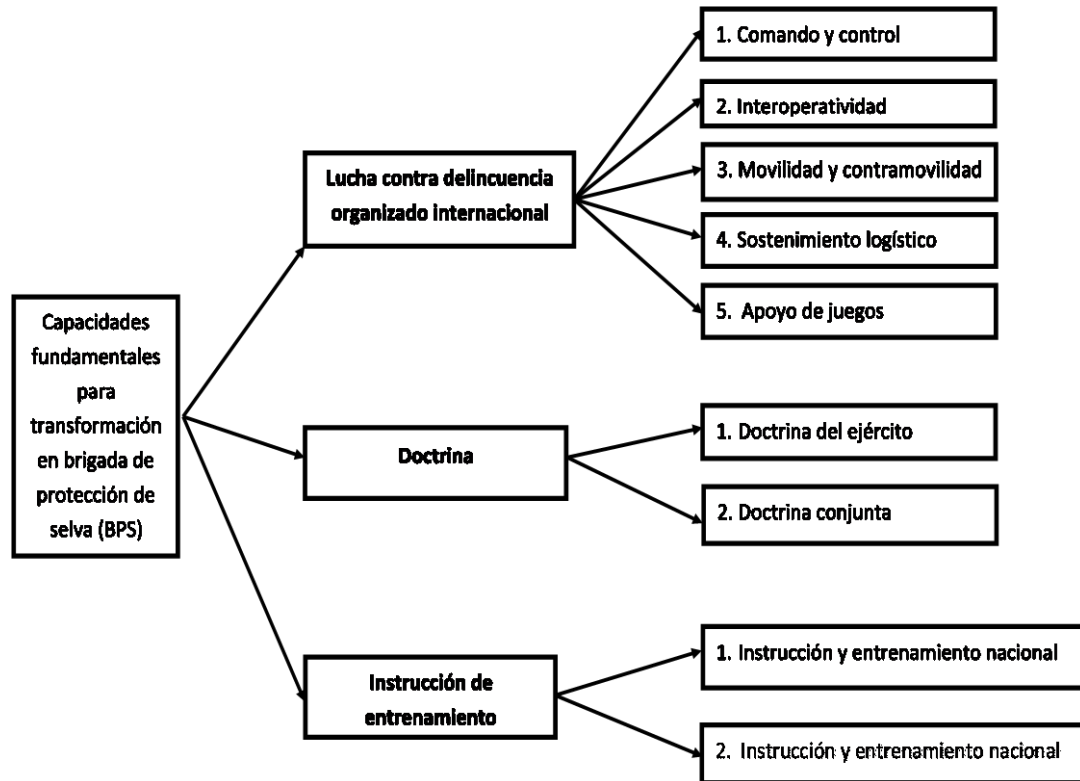 Capacidades
fundamentales
para
transformación
en brigada de
protección de
selva (BPS)
Lucha contra delincuencia
organizado internacional
1. Comando y control
2. Interoperatividad
3. Movilidad y contramovilidad
4. Sostenimiento logístico
5. Apoyo de juegos
Doctrina
1. Doctrina del ejército
2. Doctrina conjunta
Instrucción de
entrenamiento
1. Instrucción y entrenamiento nacional
2. Instrucción y entrenamiento nacional